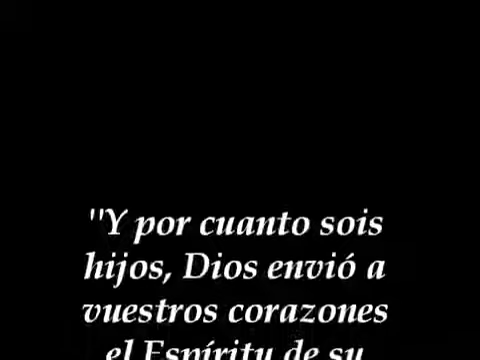 "Y por cuanto sois
hijos, Dios envió a
vuestros corazones
el Espíritu de su